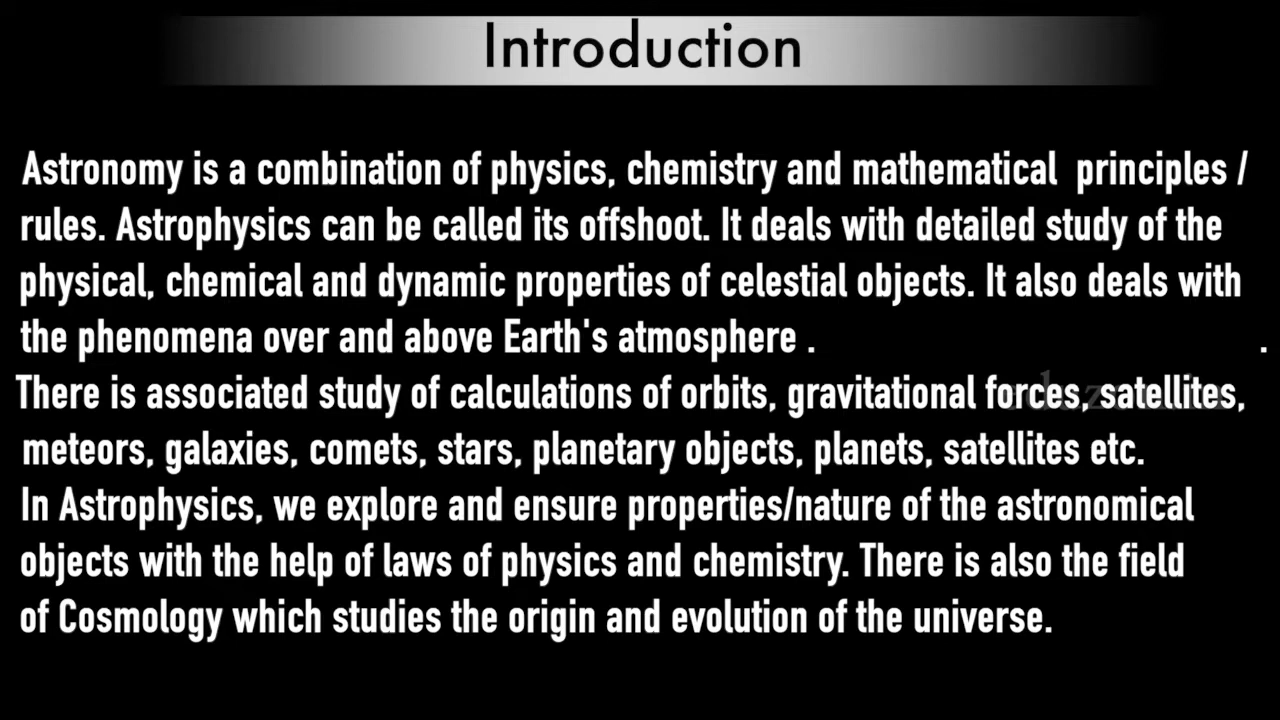 Introduction
Astronomy is a combination of physics, chemistry and mathematical principles /
rules. Astrophysics can be called its offshoot. It deals with detailed study of the
physical, chemical and dynamic properties of celestial objects. It also deals with
the phenomena over and above Earth's atmosphere . .
There is associated study of calculations of orbits, gravitational forces, satellites,
meteors, galaxies, comets, stars, planetary objects, planets, satellites etc.
In Astrophysics, we explore and ensure properties/nature of the astronomical
objects with the help of laws of physics and chemistry. There is also the field
of Cosmology which studies the origin and evolution of the universe.